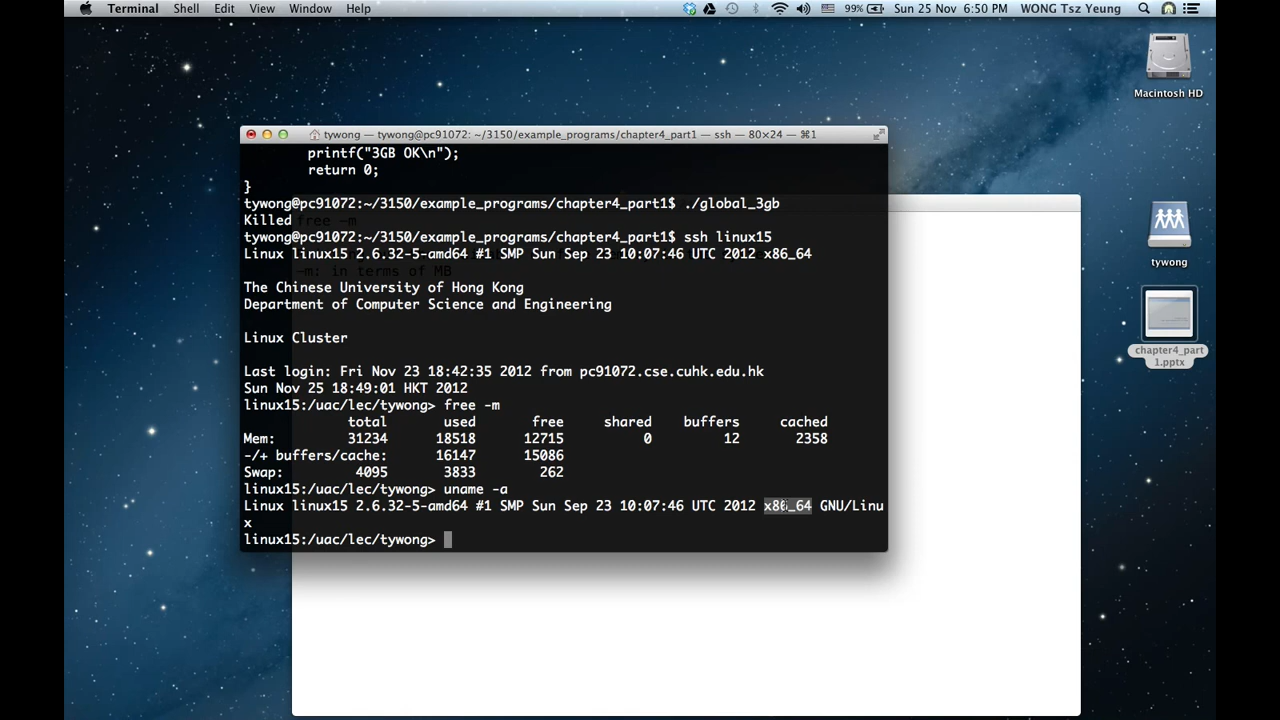 Terminal Shell Edit View Window Help 99% Sun 25 Nov 6:50 PM WONG Tsz Yeung
Macintosh HD
tywong
chapter4_part
1.pptx
tywong — tywong@pc91072: ~/3150/example_programs/chapter4_part1 — ssh — 80×24 — ⌘1
printf("3GB OK\n");
return 0;
}
tywong@pc91072:~/3150/example_programs/chapter4_part1$ ./global_3gb
Killed
free -m
tywong@pc91072:~/3150/example_programs/chapter4_part1$ ssh linux15
Linux linux15 2.6.32-5-amd64 #1 SMP Sun Sep 23 10:07:46 UTC 2012 x86_64
-m: in terms of MB
The Chinese University of Hong Kong
Department of Computer Science and Engineering
Linux Cluster
Last login: Fri Nov 23 18:42:35 2012 from pc91072.cse.cuhk.edu.hk
Sun Nov 25 18:49:01 HKT 2012
linux15:/uac/lec/tywong> free -m
total used free shared buffers cached
Mem: 31234 18518 12715 0 12 2358
-/+ buffers/cache: 16147 15086
Swap: 4095 3833 262
linux15:/uac/lec/tywong> uname -a
Linux linux15 2.6.32-5-amd64 #1 SMP Sun Sep 23 10:07:46 UTC 2012 x86_64 GNU/Linu
x
linux15:/uac/lec/tywong>